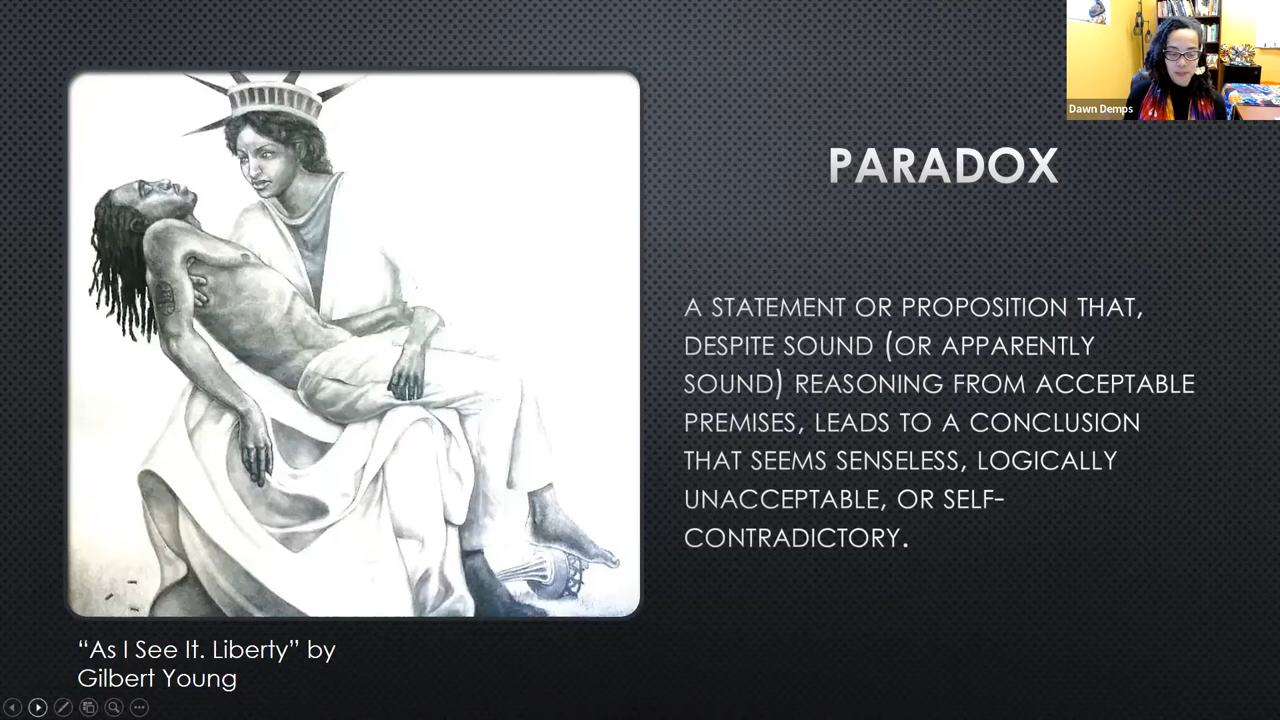 Dawn Demps
PARADOX
A STATEMENT OR PROPOSITION THAT,
DESPITE SOUND (OR APPARENTLY
SOUND) REASONING FROM ACCEPTABLE
PREMISES, LEADS TO A CONCLUSION
THAT SEEMS SENSELESS, LOGICALLY
UNACCEPTABLE, OR SELF-
CONTRADICTORY.
“As I See It. Liberty” by
Gilbert Young